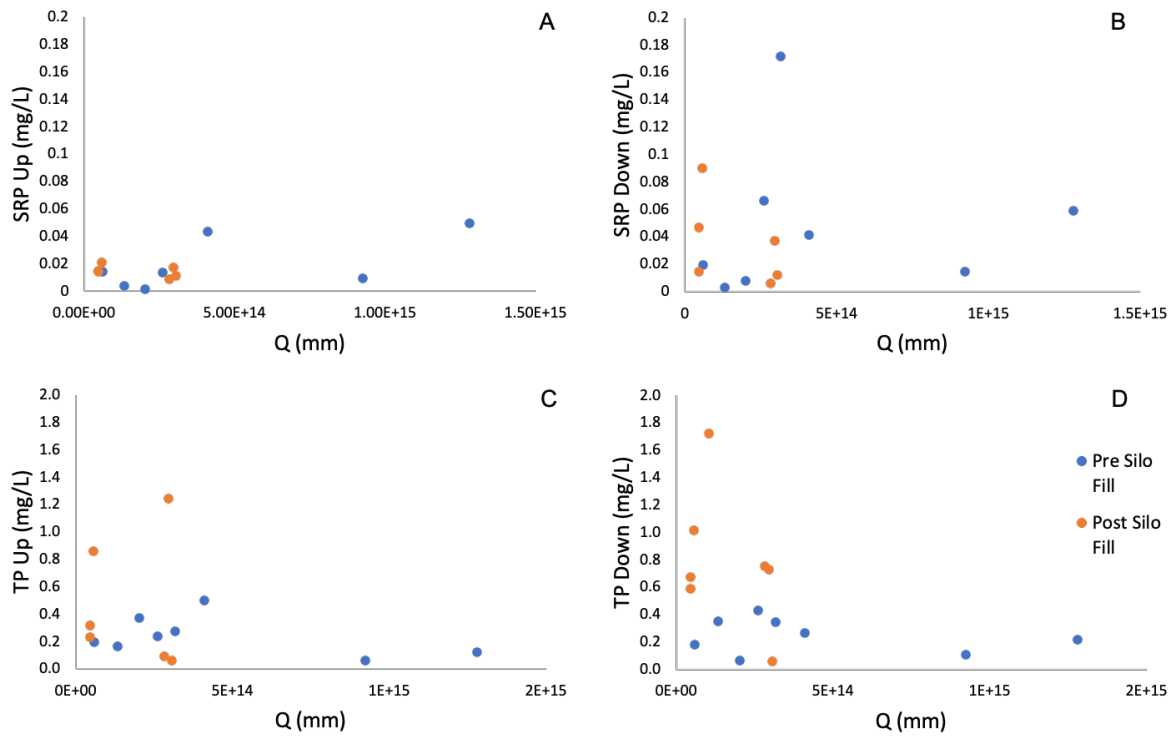 A
SRP Up (mg/L)
0.2
0.18
0.16
0.14
0.12
0.1
0.08
0.06
0.04
0.02
0
0.00E+00 5.00E+14 1.00E+15 1.50E+15
Q (mm)
B
SRP Down (mg/L)
0.2
0.18
0.16
0.14
0.12
0.1
0.08
0.06
0.04
0.02
0
0 5E+14 1E+15 1.5E+15
Q (mm)
C
TP Up (mg/L)
2.0
1.8
1.6
1.4
1.2
1.0
0.8
0.6
0.4
0.2
0.0
0E+00 5E+14 1E+15 2E+15
Q (mm)
D
TP Down (mg/L)
2.0
1.8
1.6
1.4
1.2
1.0
0.8
0.6
0.4
0.2
0.0
0E+00 5E+14 1E+15 2E+15
Q (mm)
Pre Silo
Fill
Post Silo
Fill